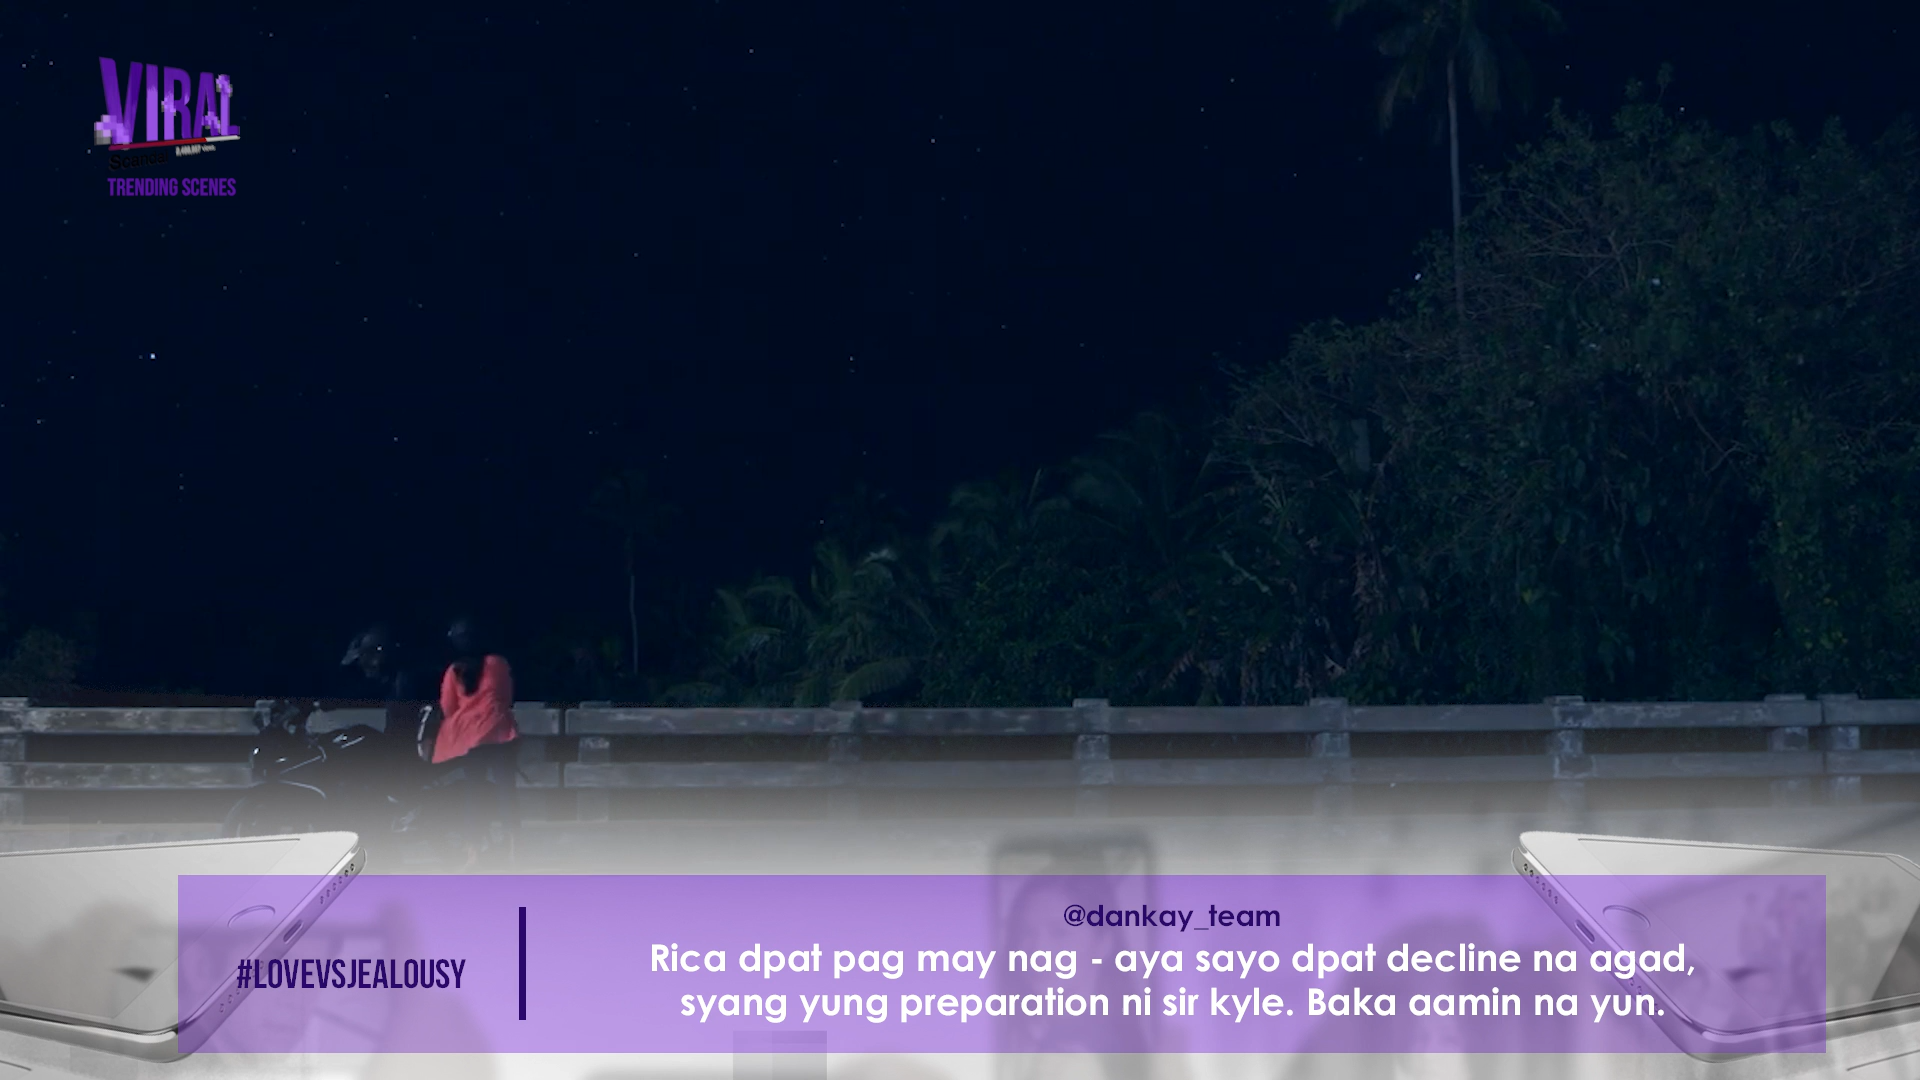 VIRAL
Scandal
TRENDING SCENES
@dankay_team
#LOVEVSJEALOUSY
Rica dpat pag may nag - aya sayo dpat decline na agad,
syang yung preparation ni sir kyle. Baka aamin na yun.